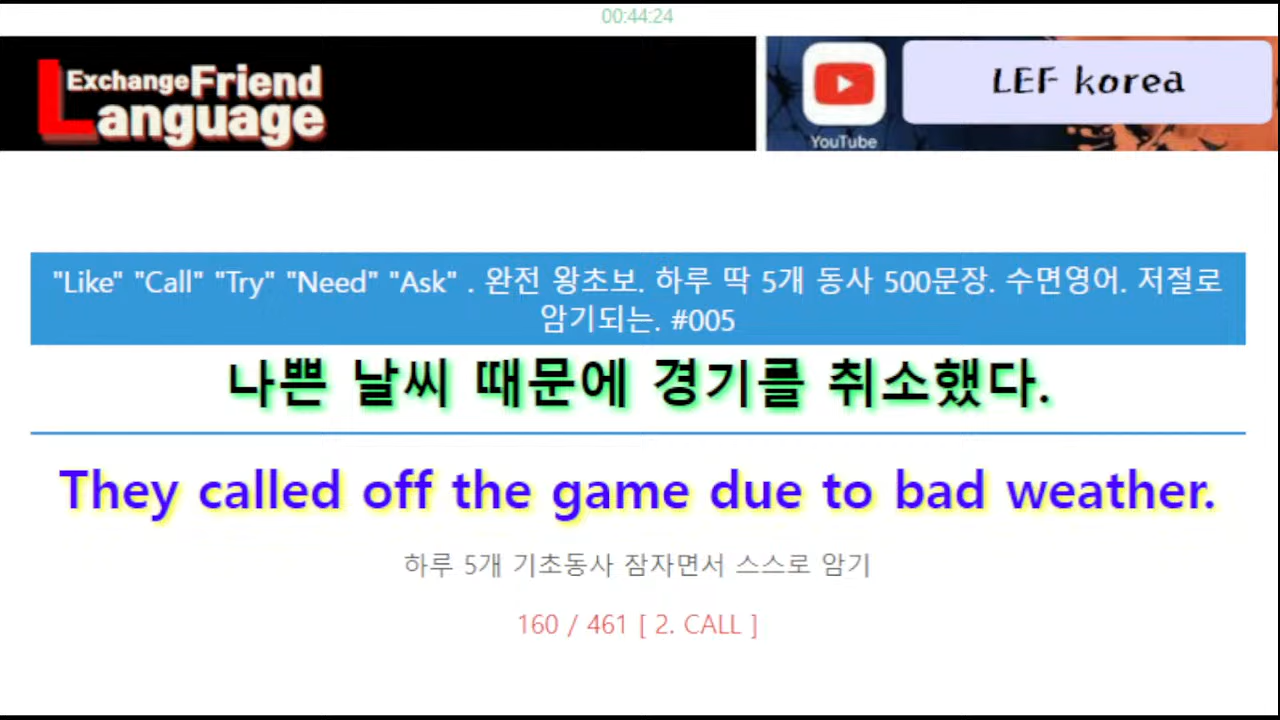 00:44:24
ExchangeFriend
Language
LEF korea
YouTube
"Like" "Call" "Try" "Need" "Ask" . 완전 왕초보. 하루 딱 5개 동사 500문장. 수면영어. 저절로
암기되는. #005
나쁜 날씨 때문에 경기를 취소했다.
They called off the game due to bad weather.
하루 5개 기초동사 잠자면서 스스로 암기
160 / 461 [ 2. CALL ]